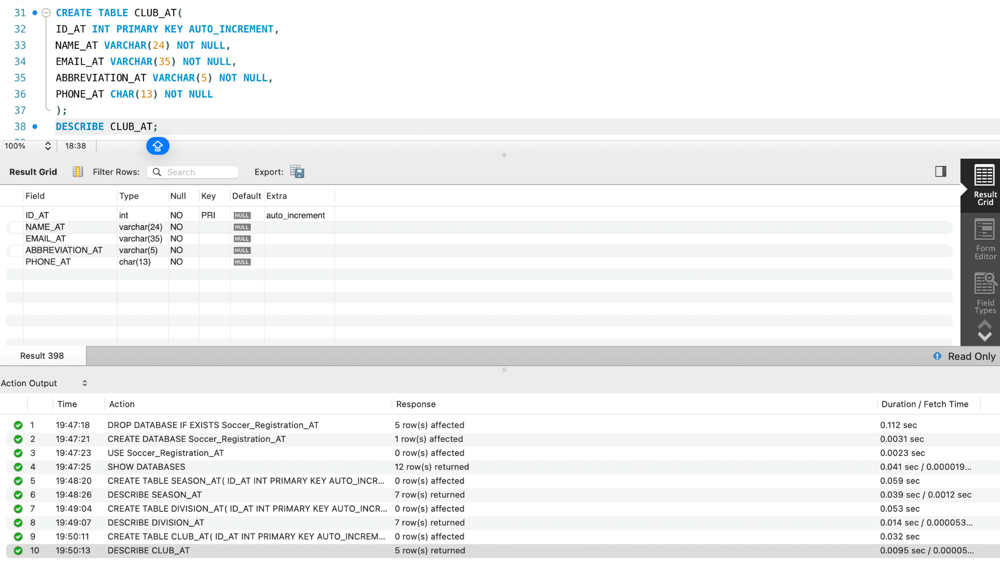 31 CREATE TABLE CLUB_AT(
32 ID_AT INT PRIMARY KEY AUTO_INCREMENT,
33 NAME_AT VARCHAR(24) NOT NULL,
34 EMAIL_AT VARCHAR(35) NOT NULL,
35 ABBREVIATION_AT VARCHAR(5) NOT NULL,
36 PHONE_AT CHAR(13) NOT NULL
37 );
38 DESCRIBE CLUB_AT;
100% 18:38
Result Grid Filter Rows: Search Export:
Field Type Null Key Default Extra
ID_AT int NO PRI NULL auto_increment
NAME_AT varchar(24) NO NULL
EMAIL_AT varchar(35) NO NULL
ABBREVIATION_AT varchar(5) NO NULL
PHONE_AT char(13) NO NULL
Result
Grid
Form
Editor
Field
Types
Result 398 Read Only
Action Output
Time Action Response Duration / Fetch Time
1 19:47:18 DROP DATABASE IF EXISTS Soccer_Registration_AT 5 row(s) affected 0.112 sec
2 19:47:21 CREATE DATABASE Soccer_Registration_AT 1 row(s) affected 0.0031 sec
3 19:47:23 USE Soccer_Registration_AT 0 row(s) affected 0.0023 sec
4 19:47:25 SHOW DATABASES 12 row(s) returned 0.041 sec / 0.000019...
5 19:48:20 CREATE TABLE SEASON_AT( ID_AT INT PRIMARY KEY AUTO_INCR... 0 row(s) affected 0.059 sec
6 19:48:26 DESCRIBE SEASON_AT 7 row(s) returned 0.039 sec / 0.0012 sec
7 19:49:04 CREATE TABLE DIVISION_AT( ID_AT INT PRIMARY KEY AUTO_INCR... 0 row(s) affected 0.053 sec
8 19:49:07 DESCRIBE DIVISION_AT 7 row(s) returned 0.014 sec / 0.000053...
9 19:50:11 CREATE TABLE CLUB_AT( ID_AT INT PRIMARY KEY AUTO_INCREM... 0 row(s) affected 0.032 sec
10 19:50:13 DESCRIBE CLUB_AT 5 row(s) returned 0.0095 sec / 0.00005...